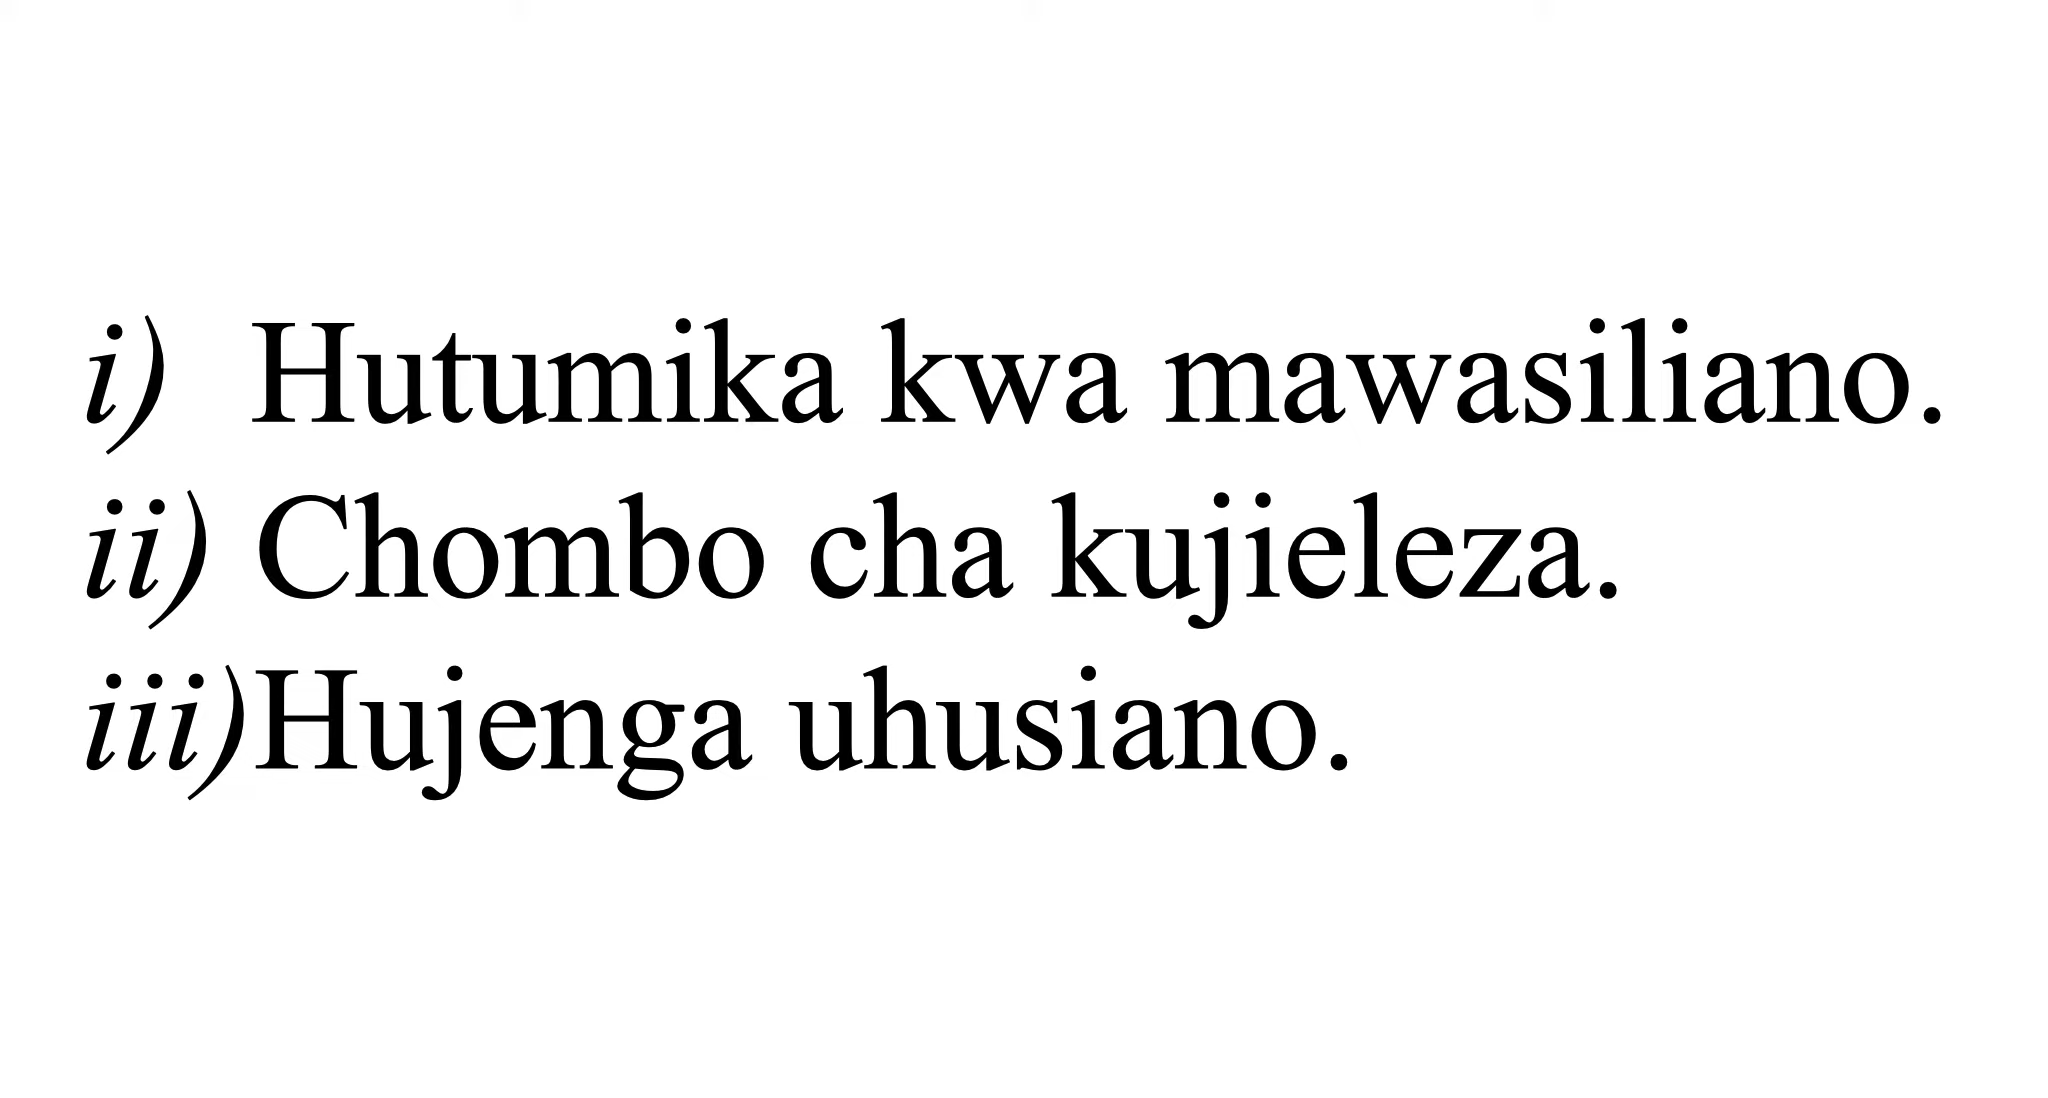 i) Hutumika kwa mawasiliano.
ii) Chombo cha kujieleza.
iii)Hujenga uhusiano.